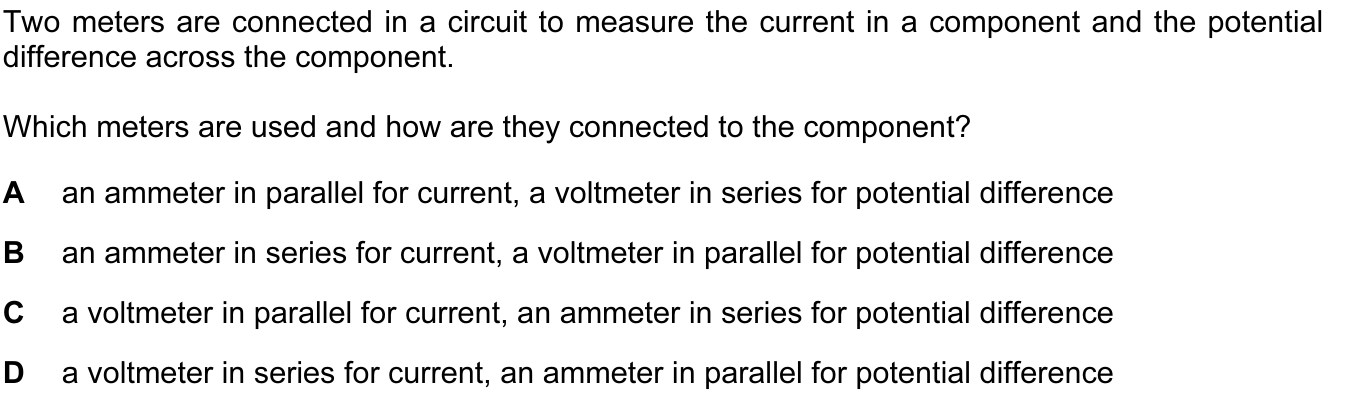 Two meters are connected in a circuit to measure the current in a component and the potential
difference across the component.
Which meters are used and how are they connected to the component?
A an ammeter in parallel for current, a voltmeter in series for potential difference
B an ammeter in series for current, a voltmeter in parallel for potential difference
C a voltmeter in parallel for current, an ammeter in series for potential difference
D a voltmeter in series for current, an ammeter in parallel for potential difference